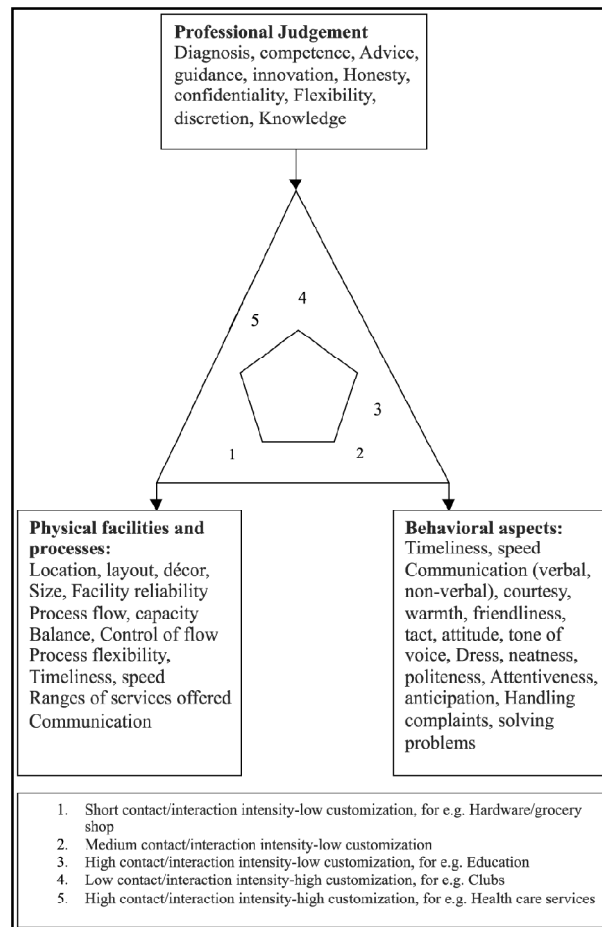 Professional Judgement
Diagnosis, competence, Advice,
guidance, innovation, Honesty,
confidentiality, Flexibility,
discretion, Knowledge
4
5
3
1
2
Physical facilities and
processes:
Location, layout, décor,
Size, Facility reliability
Process flow, capacity
Balance, Control of flow
Process flexibility,
Timeliness, speed
Ranges of services offered
Communication
Behavioral aspects:
Timeliness, speed
Communication (verbal,
non-verbal), courtesy,
warmth, friendliness,
tact, attitude, tone of
voice, Dress, neatness,
politeness, Attentiveness,
anticipation, Handling
complaints, solving
problems
1. Short contact/interaction intensity-low customization, for e.g. Hardware/grocery
shop
2. Medium contact/interaction intensity-low customization
3. High contact/interaction intensity-low customization, for e.g. Education
4. Low contact/interaction intensity-high customization, for e.g. Clubs
5. High contact/interaction intensity-high customization, for e.g. Health care services